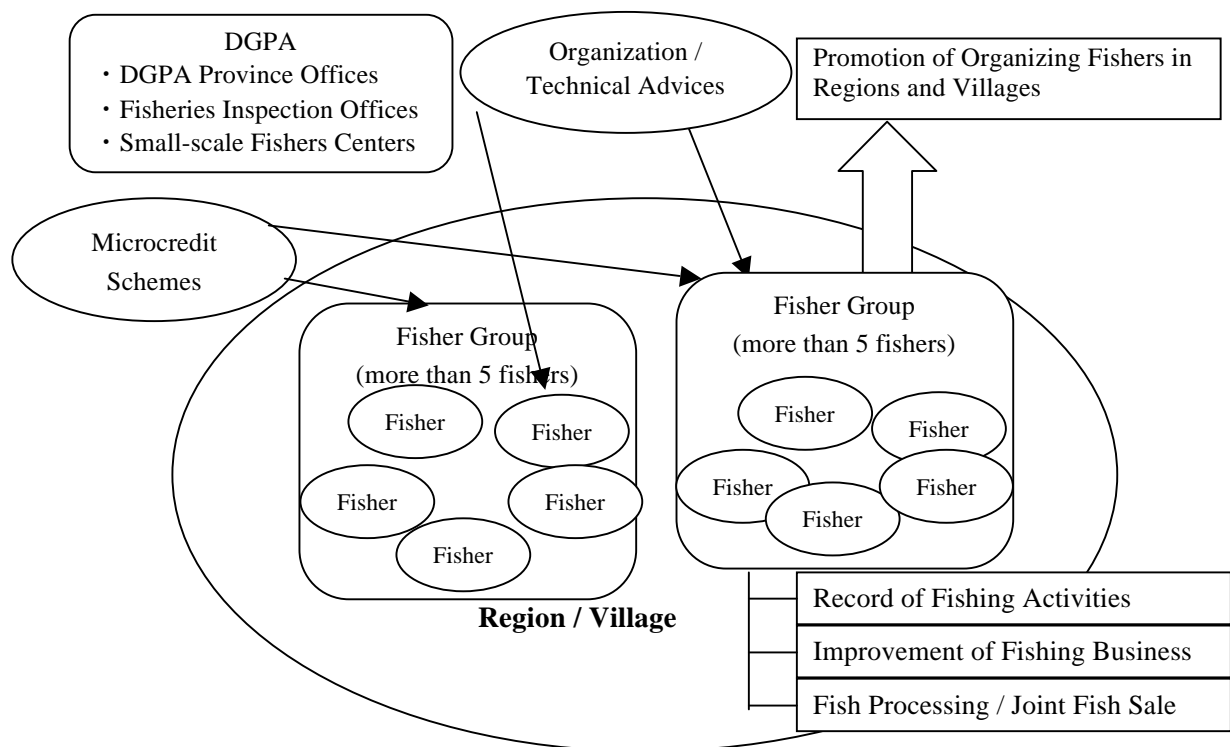 DGPA
・DGPA Province Offices
・Fisheries Inspection Offices
・Small-scale Fishers Centers
Organization /
Technical Advices
Promotion of Organizing Fishers in
Regions and Villages
Microcredit
Schemes
Fisher Group
(more than 5 fishers)
Fisher
Fisher
Fisher
Fisher
Fisher
Fisher Group
(more than 5 fishers)
Fisher
Fisher
Fisher
Fisher
Fisher
Region / Village
Record of Fishing Activities
Improvement of Fishing Business
Fish Processing / Joint Fish Sale